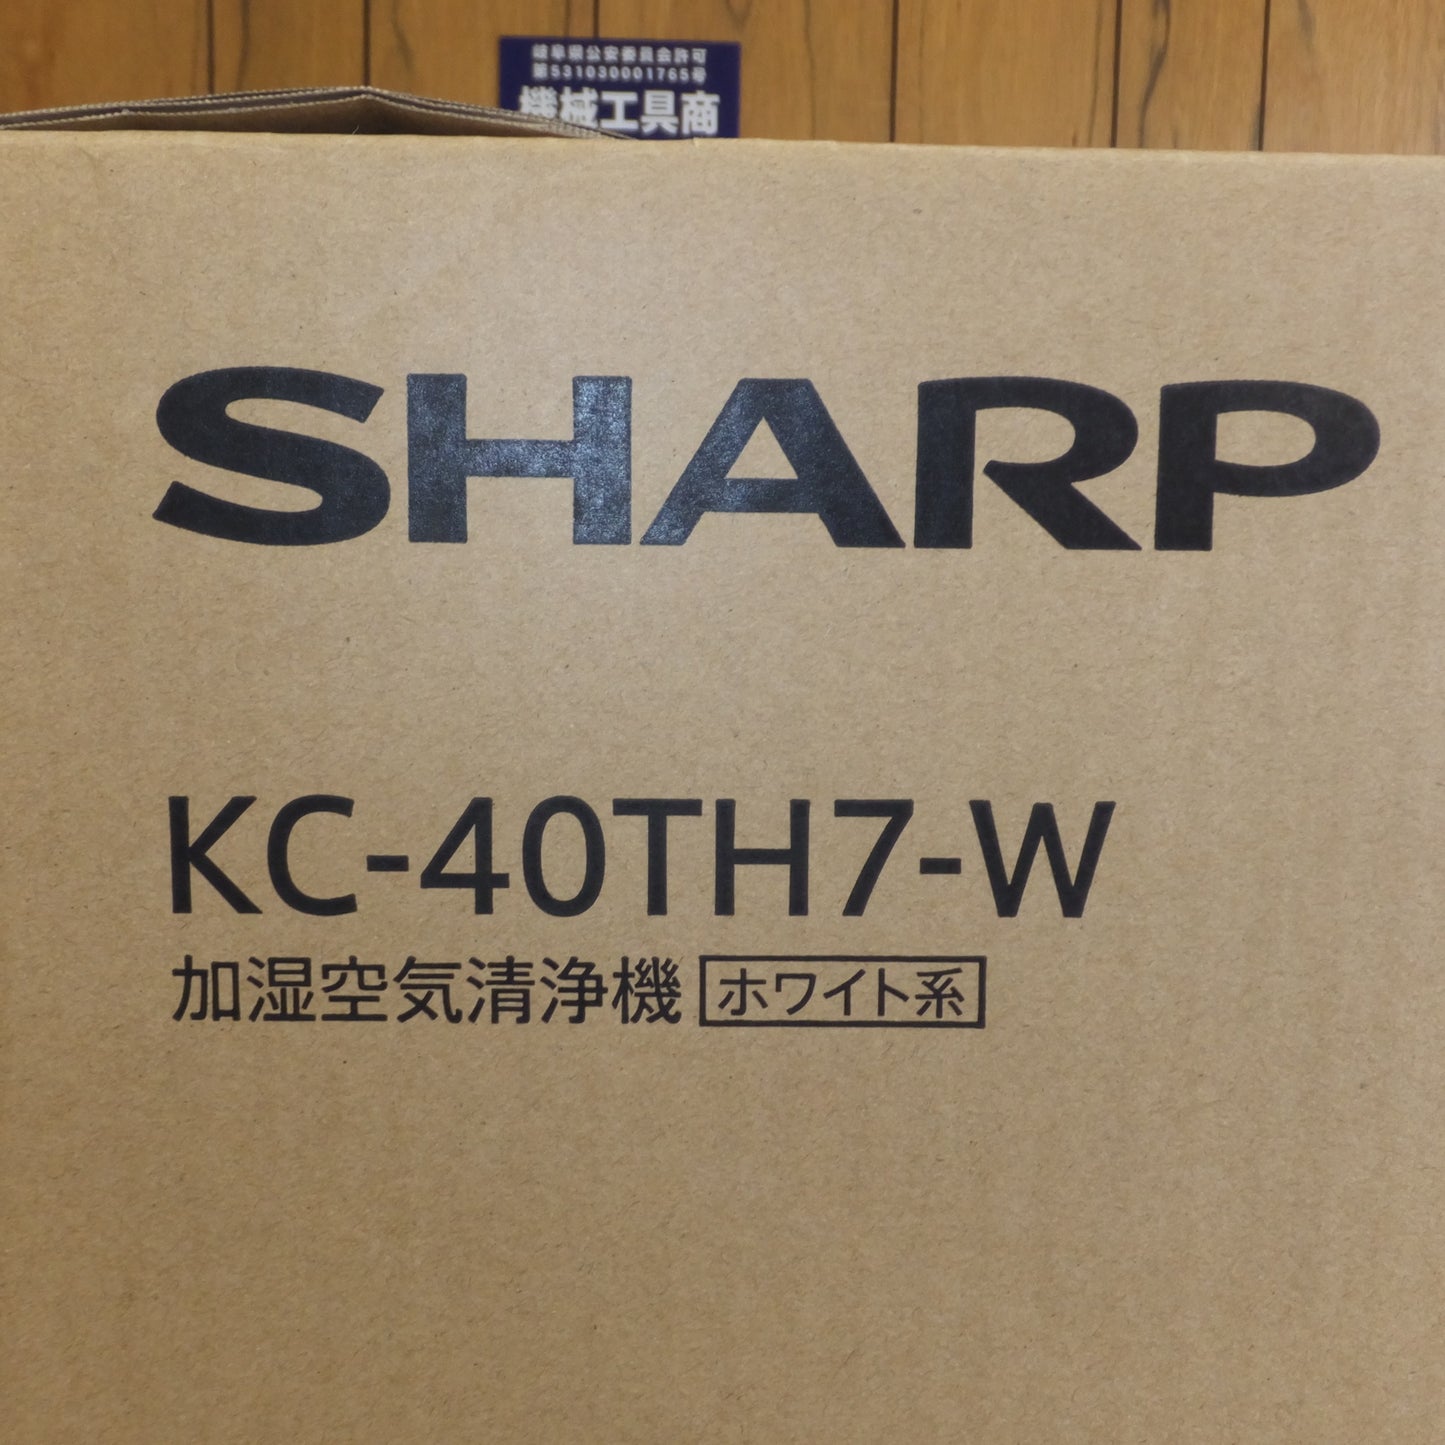 岐阜県公安委員会許可
第531030001765号
機械工具商
SHARP
KC-40TH7-W
加湿空気清浄機 ホワイト系